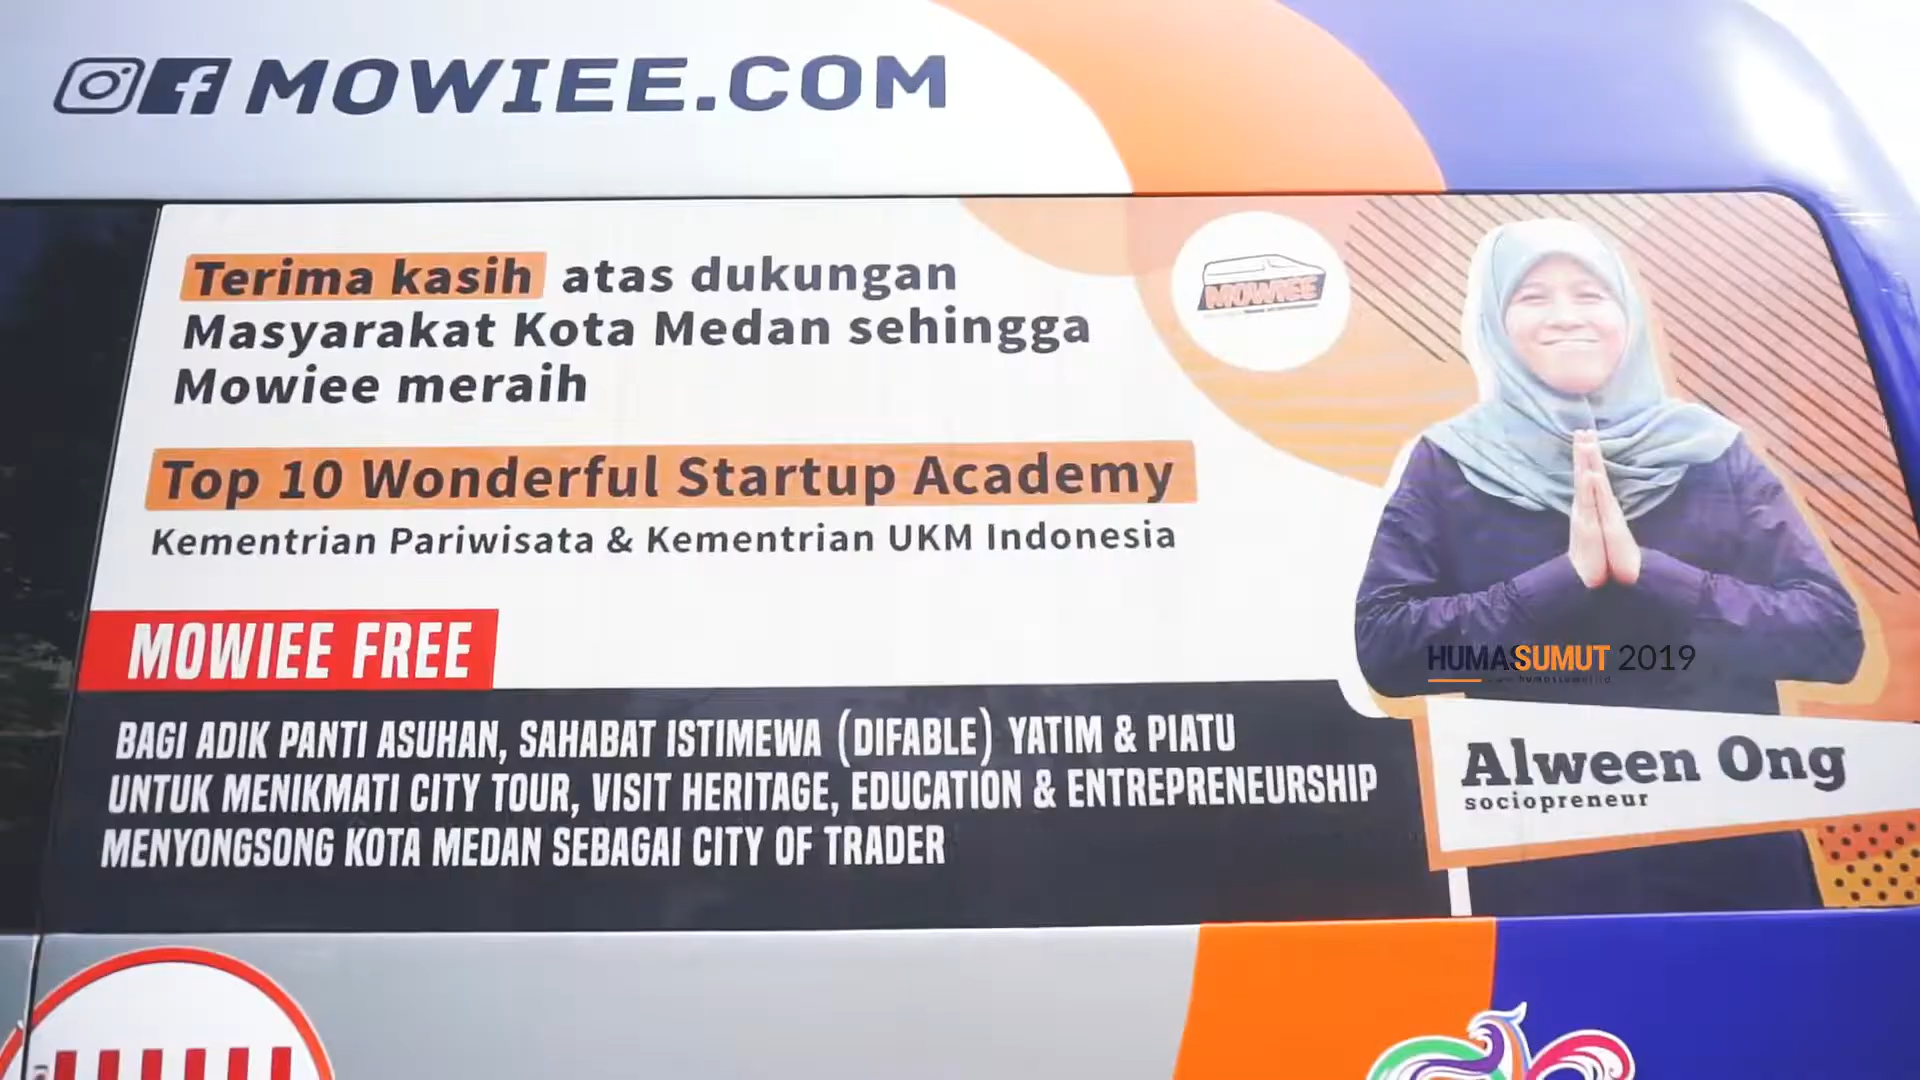 MOWIEE.COM
Terima kasih atas dukungan
Masyarakat Kota Medan sehingga
Mowiee meraih
MOWIEE
Top 10 Wonderful Startup Academy
Kementrian Pariwisata & Kementrian UKM Indonesia
MOWIEE FREE
BAGI ADIK PANTI ASUHAN, SAHABAT ISTIMEWA (DIFABLE) YATIM & PIATU
UNTUK MENIKMATI CITY TOUR, VISIT HERITAGE, EDUCATION & ENTREPRENEURSHIP
MENYONGSONG KOTA MEDAN SEBAGAI CITY OF TRADER
HUMASSUMUT 2019
Alween Ong
sociopreneur